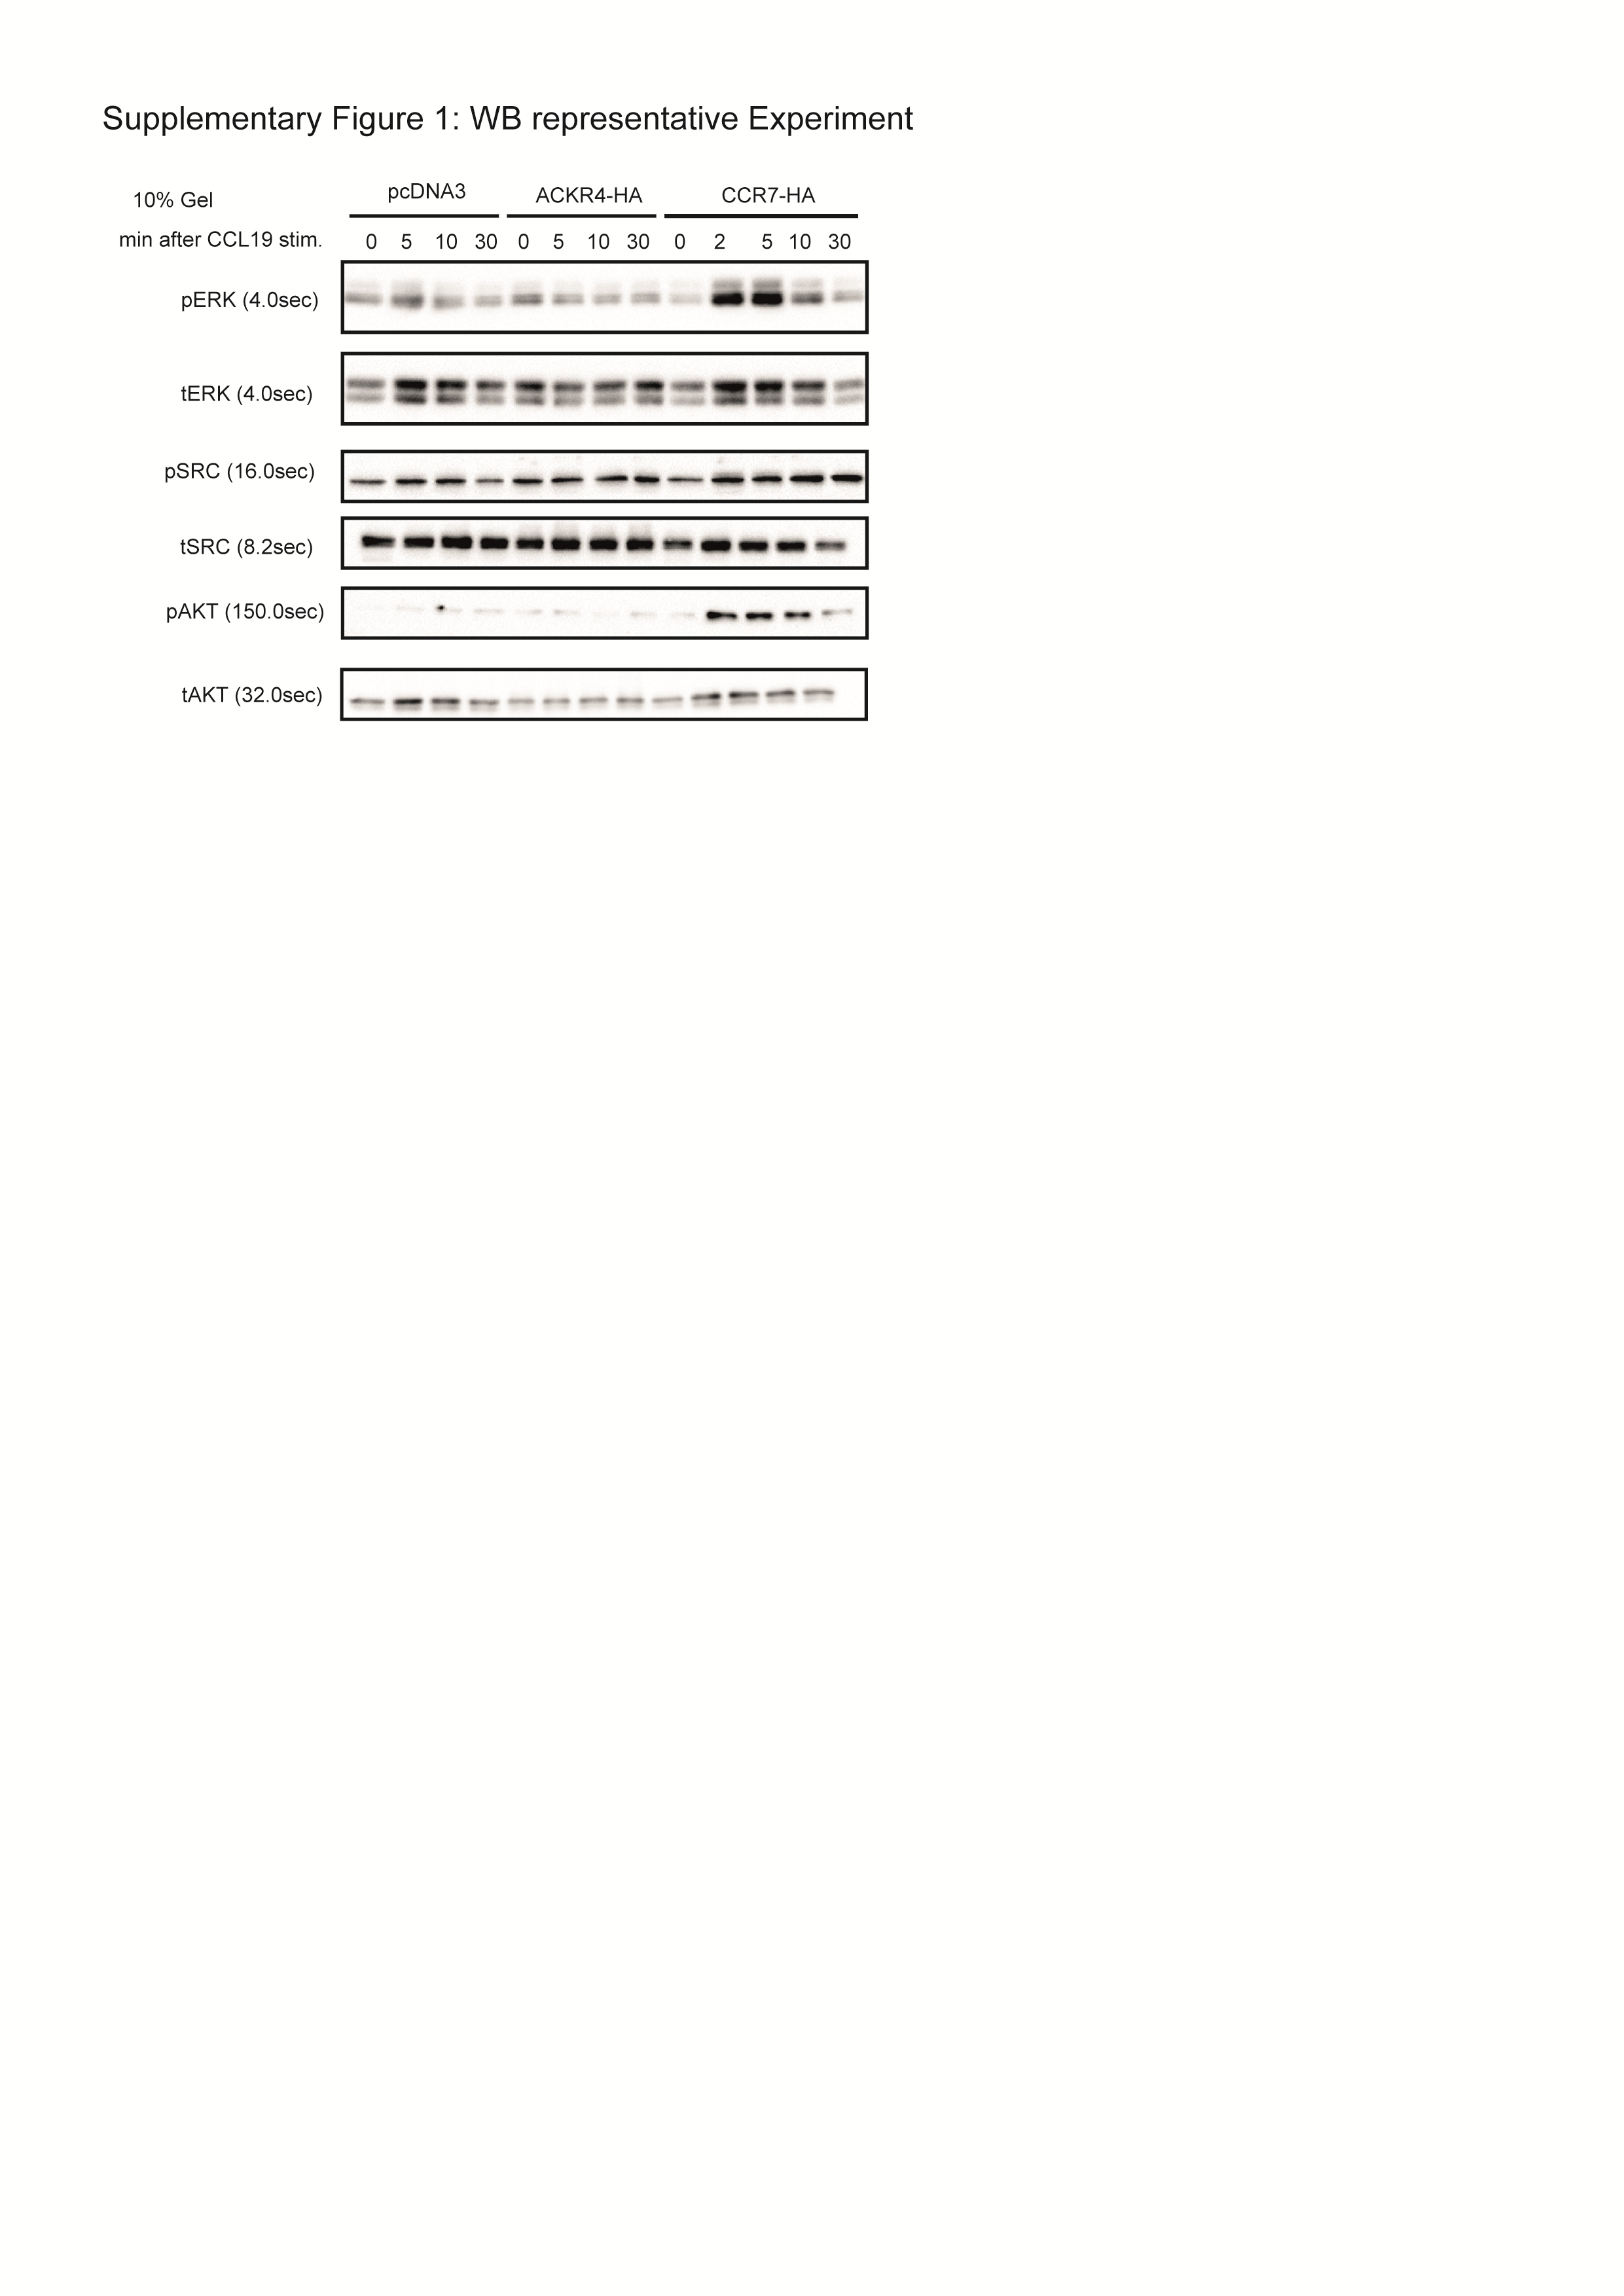 Supplementary Figure 1: WB representative Experiment
10% Gel
pcDNA3 ACKR4-HA CCR7-HA
min after CCL19 stim. 0 5 10 30 0 5 10 30 0 2 5 10 30
pERK (4.0sec)
tERK (4.0sec)
pSRC (16.0sec)
tSRC (8.2sec)
pAKT (150.0sec)
tAKT (32.0sec)